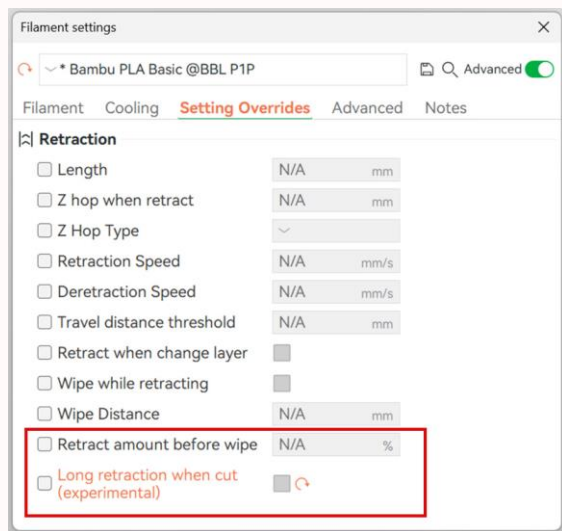 Filament settings
* Bambu PLA Basic @BBL P1P
Advanced
Filament Cooling Setting Overrides Advanced Notes
Retraction
Length N/A mm
Z hop when retract N/A mm
Z Hop Type
Retraction Speed N/A mm/s
Deretraction Speed N/A mm/s
Travel distance threshold N/A mm
Retract when change layer
Wipe while retracting
Wipe Distance N/A mm
Retract amount before wipe N/A %
Long retraction when cut
(experimental)